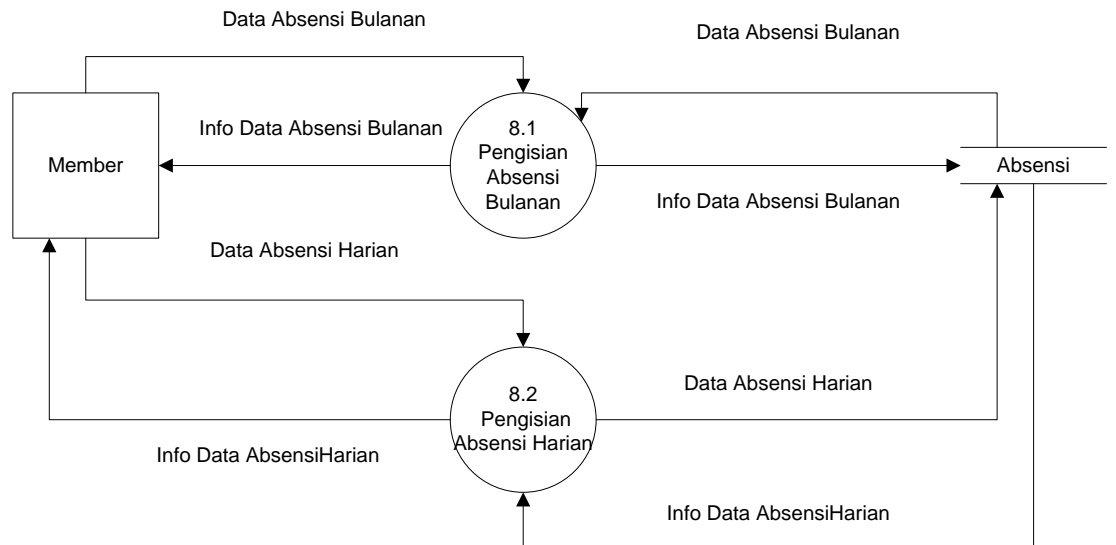 Data Absensi Bulanan
Data Absensi Bulanan
8.1
Pengisian
Absensi
Bulanan
Info Data Absensi Bulanan
Member
Absensi
Info Data Absensi Bulanan
Data Absensi Harian
8.2
Pengisian
Absensi Harian
Data Absensi Harian
Info Data AbsensiHarian
Info Data AbsensiHarian